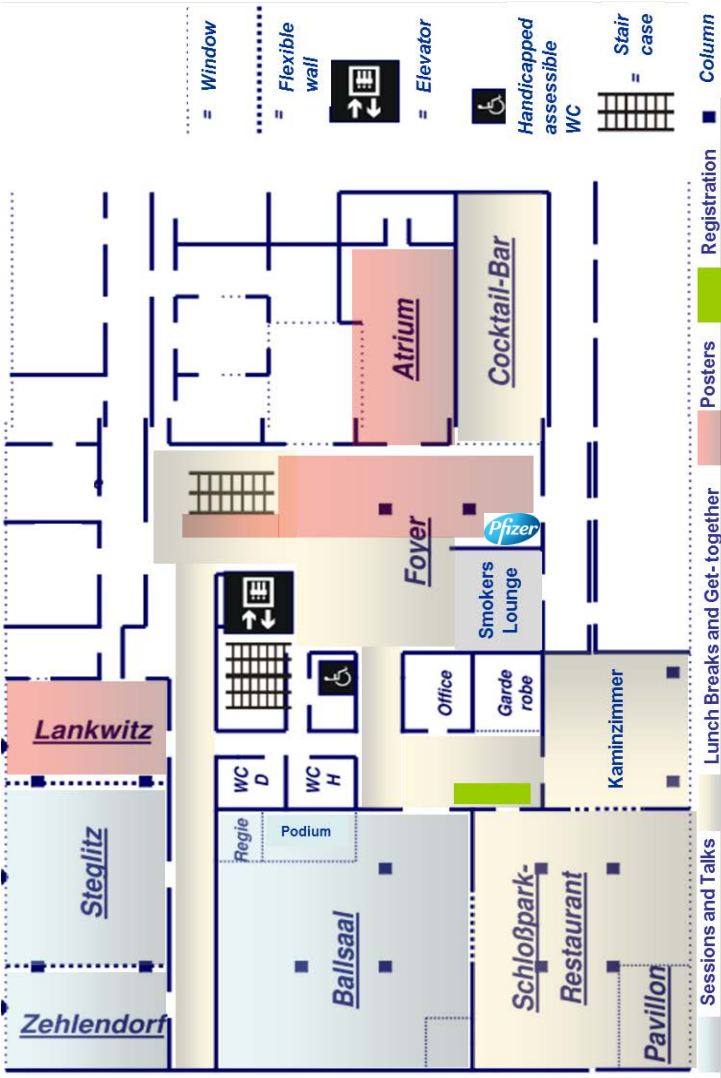 = Window
= Flexible
wall
= Elevator
Handicapped
assessible
WC
= Stair
case
Column
Registration
Posters
Lunch Breaks and Get-together
Sessions and Talks
Atrium
Cocktail-Bar
Foyer
Pfizer
Smokers
Lounge
Office
Garde
robe
Kaminzimmer
Lankwitz
Steglitz
Zehlendorf
WC
D
WC
H
Regie
Podium
Ballsaal
Schloßpark-
Restaurant
Pavillon